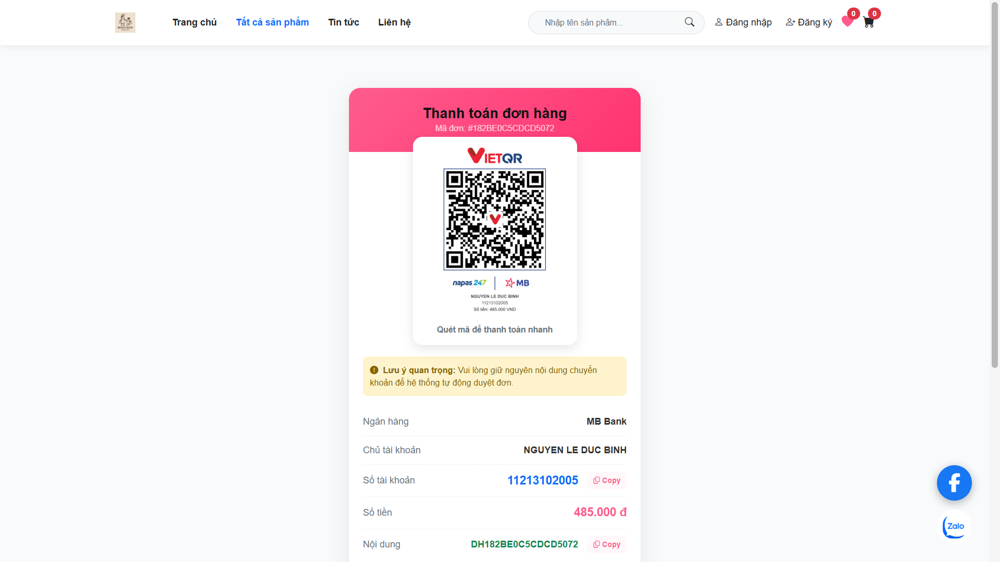 MOM & BABY
Trang chủ
Tất cả sản phẩm
Tin tức
Liên hệ
Nhập tên sản phẩm...
Đăng nhập
Đăng ký
0
0
Thanh toán đơn hàng
Mã đơn: #182BE0C5CDCD5072
VIETQR
napas 247
MB
NGUYEN LE DUC BINH
11213102005
Số tiền: 485.000 VND
Quét mã để thanh toán nhanh
Lưu ý quan trọng: Vui lòng giữ nguyên nội dung chuyển
khoản để hệ thống tự động duyệt đơn.
Ngân hàng
MB Bank
Chủ tài khoản
NGUYEN LE DUC BINH
Số tài khoản
11213102005
Copy
Số tiền
485.000 đ
Nội dung
DH182BE0C5CDCD5072
Copy
Zalo